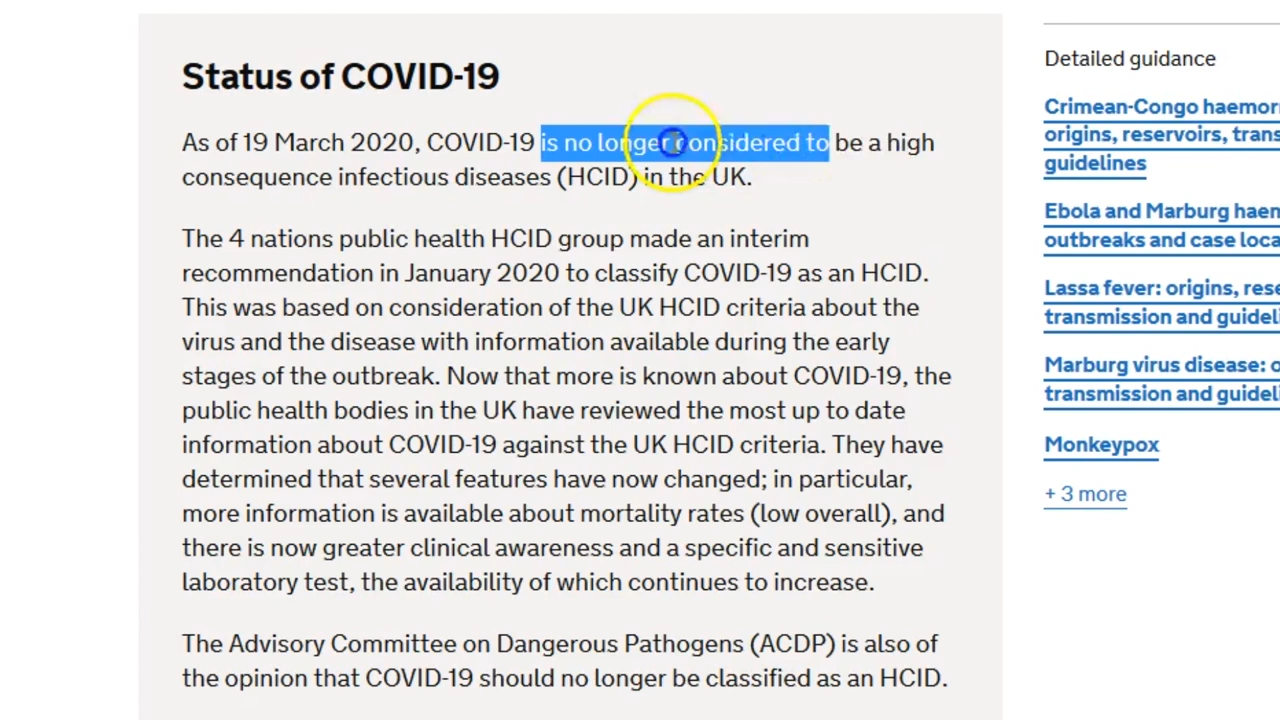 Status of COVID-19
As of 19 March 2020, COVID-19 is no longer considered to be a high
consequence infectious diseases (HCID) in the UK.
The 4 nations public health HCID group made an interim
recommendation in January 2020 to classify COVID-19 as an HCID.
This was based on consideration of the UK HCID criteria about the
virus and the disease with information available during the early
stages of the outbreak. Now that more is known about COVID-19, the
public health bodies in the UK have reviewed the most up to date
information about COVID-19 against the UK HCID criteria. They have
determined that several features have now changed; in particular,
more information is available about mortality rates (low overall), and
there is now greater clinical awareness and a specific and sensitive
laboratory test, the availability of which continues to increase.
The Advisory Committee on Dangerous Pathogens (ACDP) is also of
the opinion that COVID-19 should no longer be classified as an HCID.
Detailed guidance
Crimean-Congo haemor
origins, reservoirs, trans
guidelines
Ebola and Marburg haem
outbreaks and case loca
Lassa fever: origins, rese
transmission and guideli
Marburg virus disease: o
transmission and guideli
Monkeypox
+ 3 more